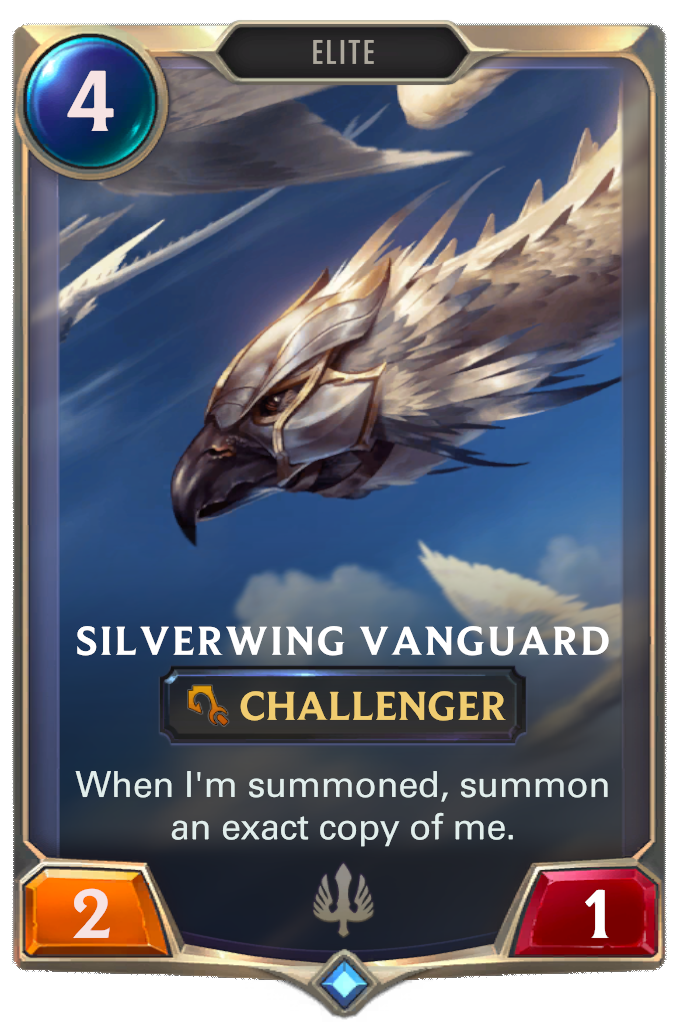 ELITE
4
SILVERWING VANGUARD
CHALLENGER
When I'm summoned, summon
an exact copy of me.
2
1